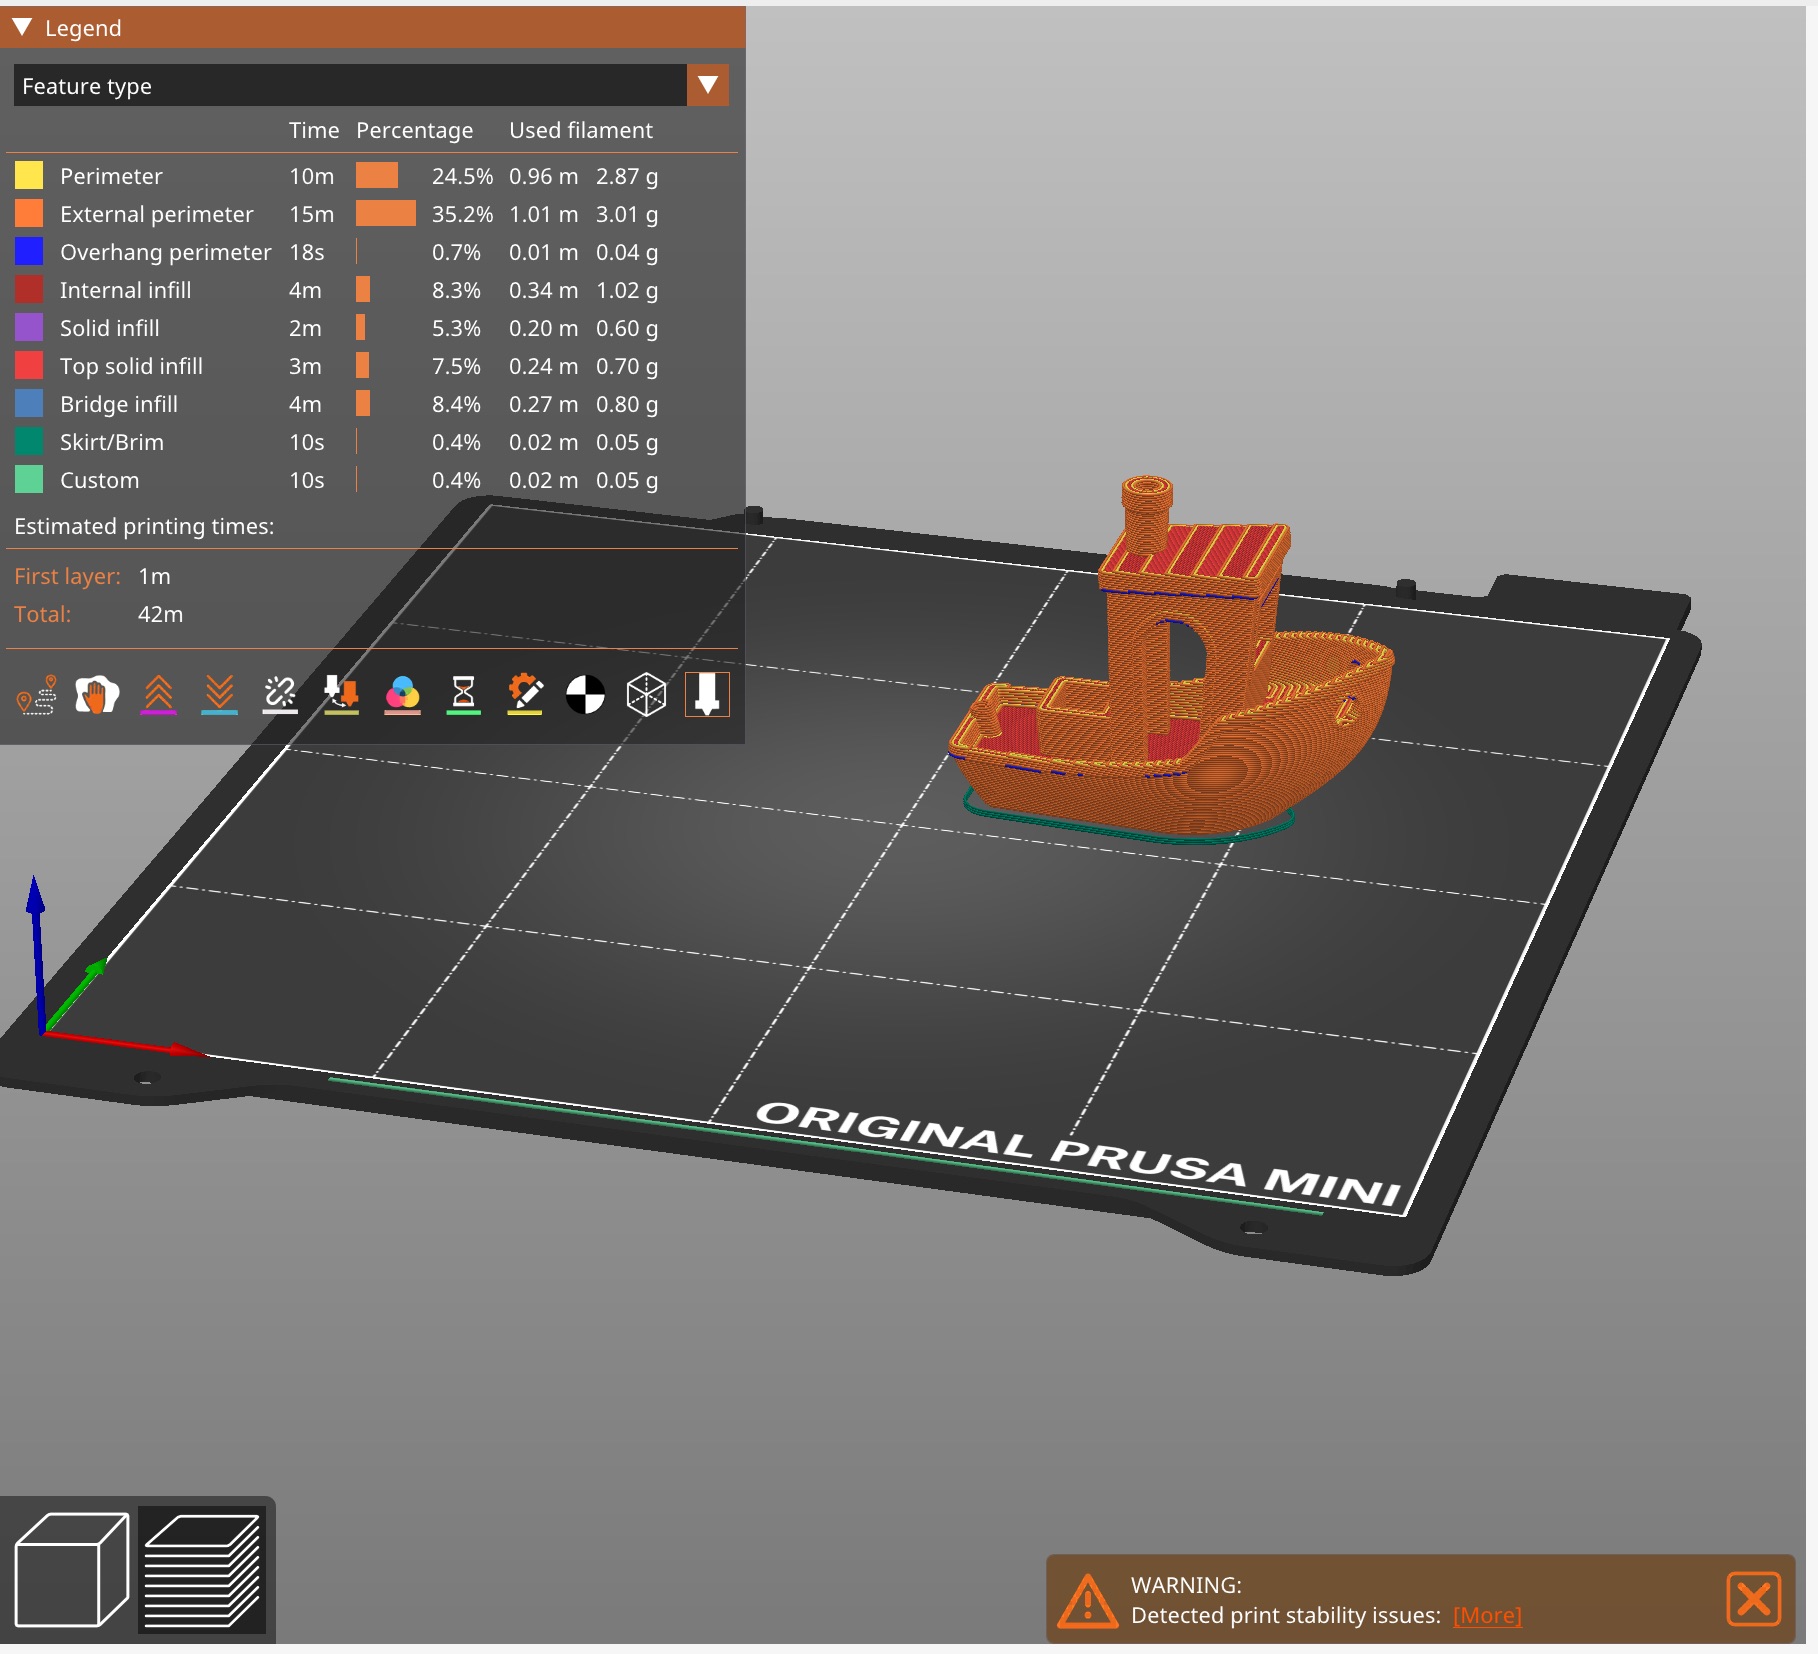 Legend
Feature type
Time Percentage Used filament
Perimeter 10m 24.5% 0.96 m 2.87 g
External perimeter 15m 35.2% 1.01 m 3.01 g
Overhang perimeter 18s 0.7% 0.01 m 0.04 g
Internal infill 4m 8.3% 0.34 m 1.02 g
Solid infill 2m 5.3% 0.20 m 0.60 g
Top solid infill 3m 7.5% 0.24 m 0.70 g
Bridge infill 4m 8.4% 0.27 m 0.80 g
Skirt/Brim 10s 0.4% 0.02 m 0.05 g
Custom 10s 0.4% 0.02 m 0.05 g
Estimated printing times:
First layer: 1m
Total: 42m
ORIGINAL PRUSA MINI
WARNING:
Detected print stability issues: [More]